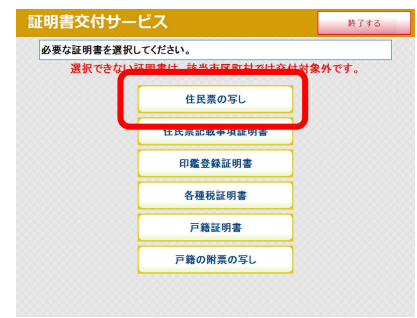 証明書交付サービス
終了する
必要な証明書を選択してください。
選択できない証明書は、該当市区町村では交付対象外です。
住民票の写し
住民票記載事項証明書
印鑑登録証明書
各種税証明書
戸籍証明書
戸籍の附票の写し